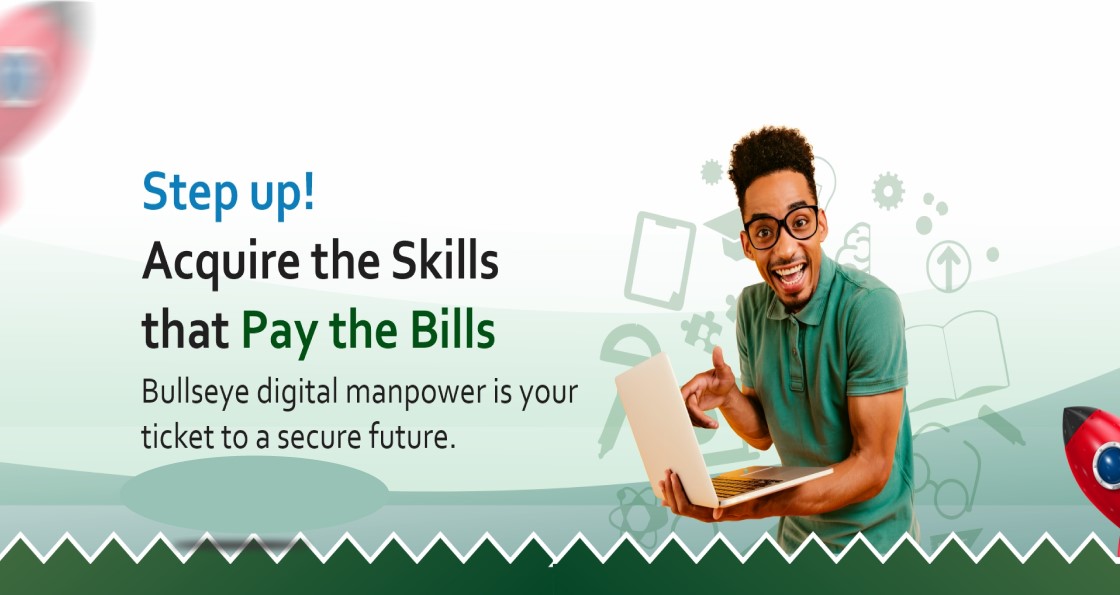 Step up!
Acquire the Skills
that Pay the Bills
Bullseye digital manpower is your
ticket to a secure future.